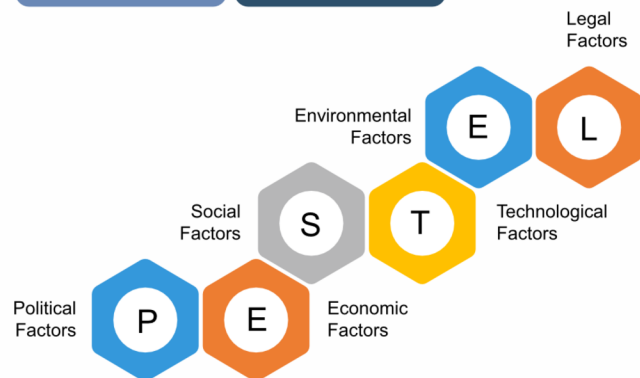 Legal
Factors
Environmental
Factors
E
L
Social
Factors
S
T
Technological
Factors
Political
Factors
P
E
Economic
Factors